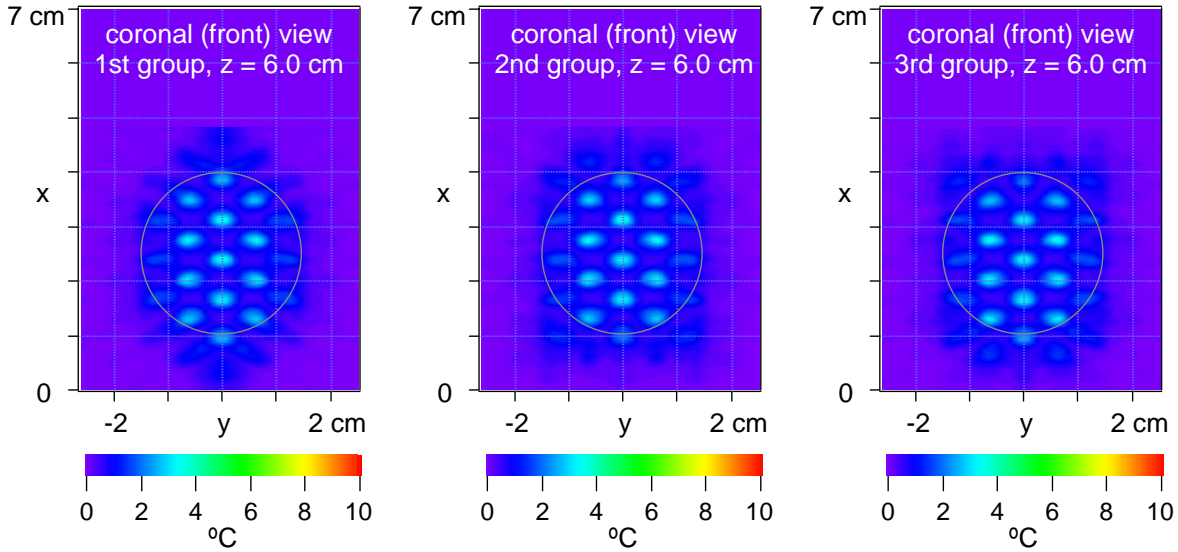 7 cm
coronal (front) view
1st group, z = 6.0 cm
x
0
-2
y
2 cm
0 2 4 6 8 10
ºC
7 cm
coronal (front) view
2nd group, z = 6.0 cm
x
0
-2
y
2 cm
0 2 4 6 8 10
ºC
7 cm
coronal (front) view
3rd group, z = 6.0 cm
x
0
-2
y
2 cm
0 2 4 6 8 10
ºC